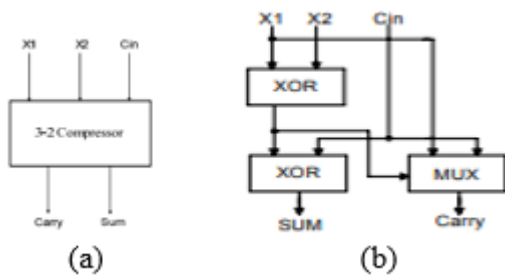 X1 X2 Cin
3-2 Compressor
Carry Sum
(a)
X1 X2 Cin
XOR
XOR MUX
SUM Carry
(b)